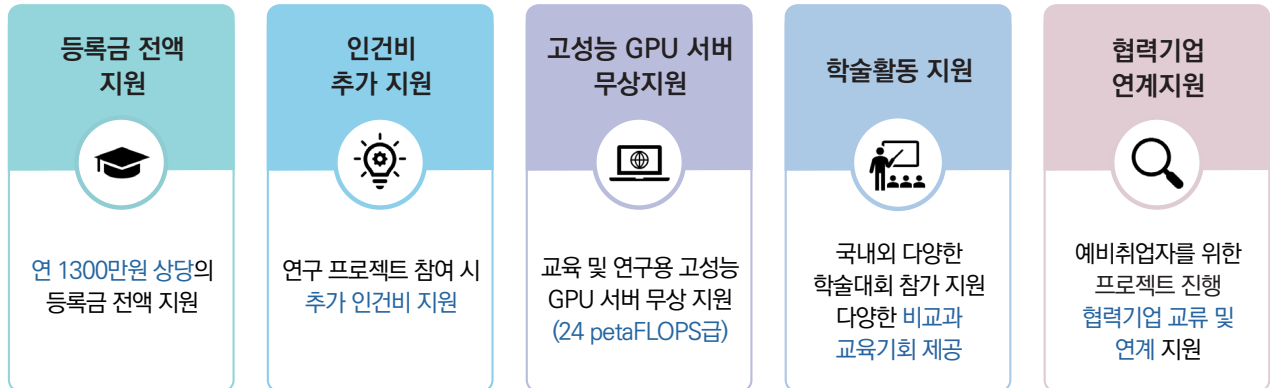 등록금 전액
지원
연 1300만원 상당의
등록금 전액 지원
인건비
추가 지원
연구 프로젝트 참여 시
추가 인건비 지원
고성능 GPU 서버
무상지원
교육 및 연구용 고성능
GPU 서버 무상 지원
(24 petaFLOPS급)
학술활동 지원
국내외 다양한
학술대회 참가 지원
다양한 비교과
교육기회 제공
협력기업
연계지원
예비취업자를 위한
프로젝트 진행
협력기업 교류 및
연계 지원